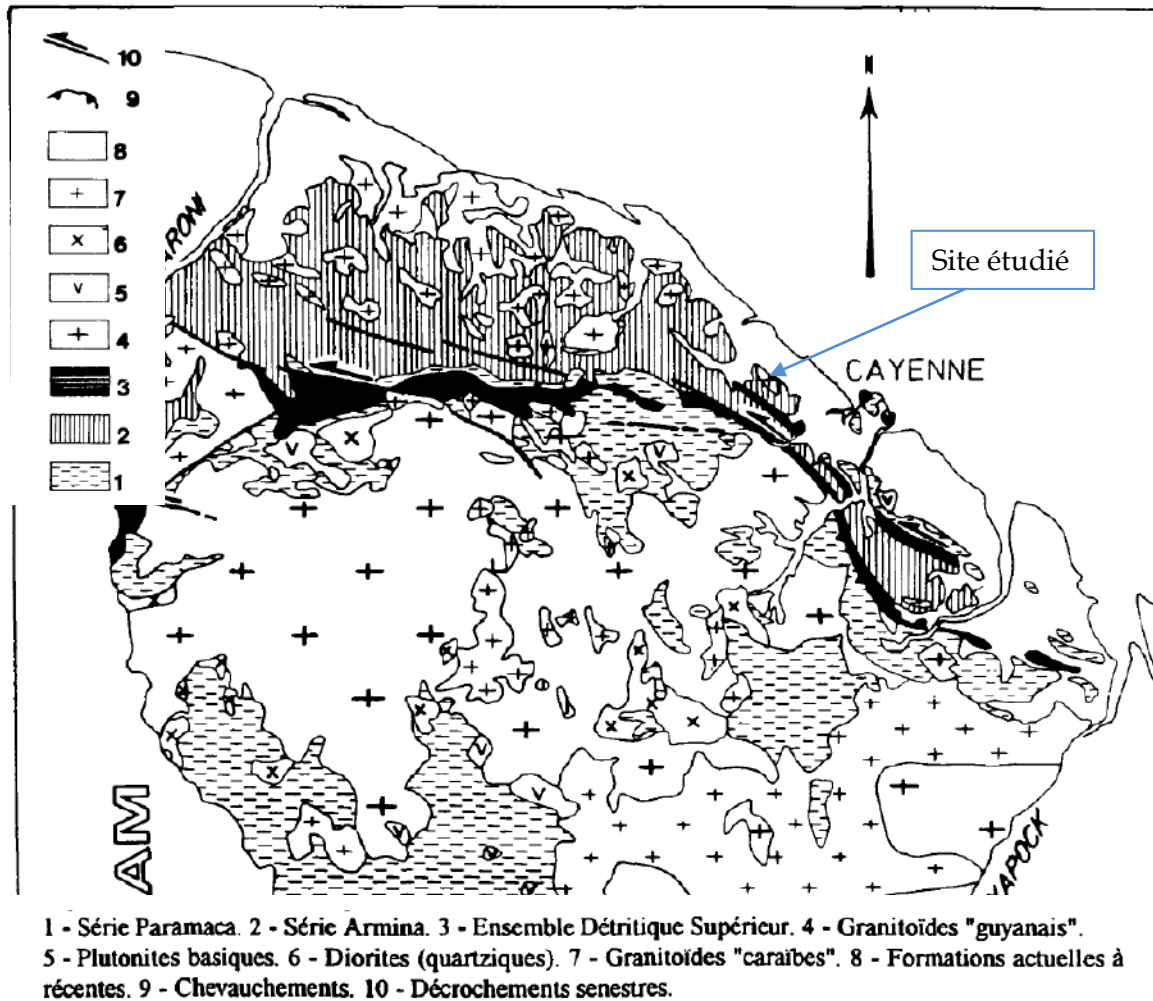 10
9
8
7
6
5
4
3
2
1
N
Site étudié
CAYENNE
ARONI
AM
APOCK
1 - Série Paramaca. 2 - Série Armina. 3 - Ensemble Détritique Supérieur. 4 - Granitoïdes "guyanais".
5 - Plutonites basiques. 6 - Diorites (quartziques). 7 - Granitoïdes "caraïbes". 8 - Formations actuelles à
récentes. 9 - Chevauchements. 10 - Décrochements senestres.